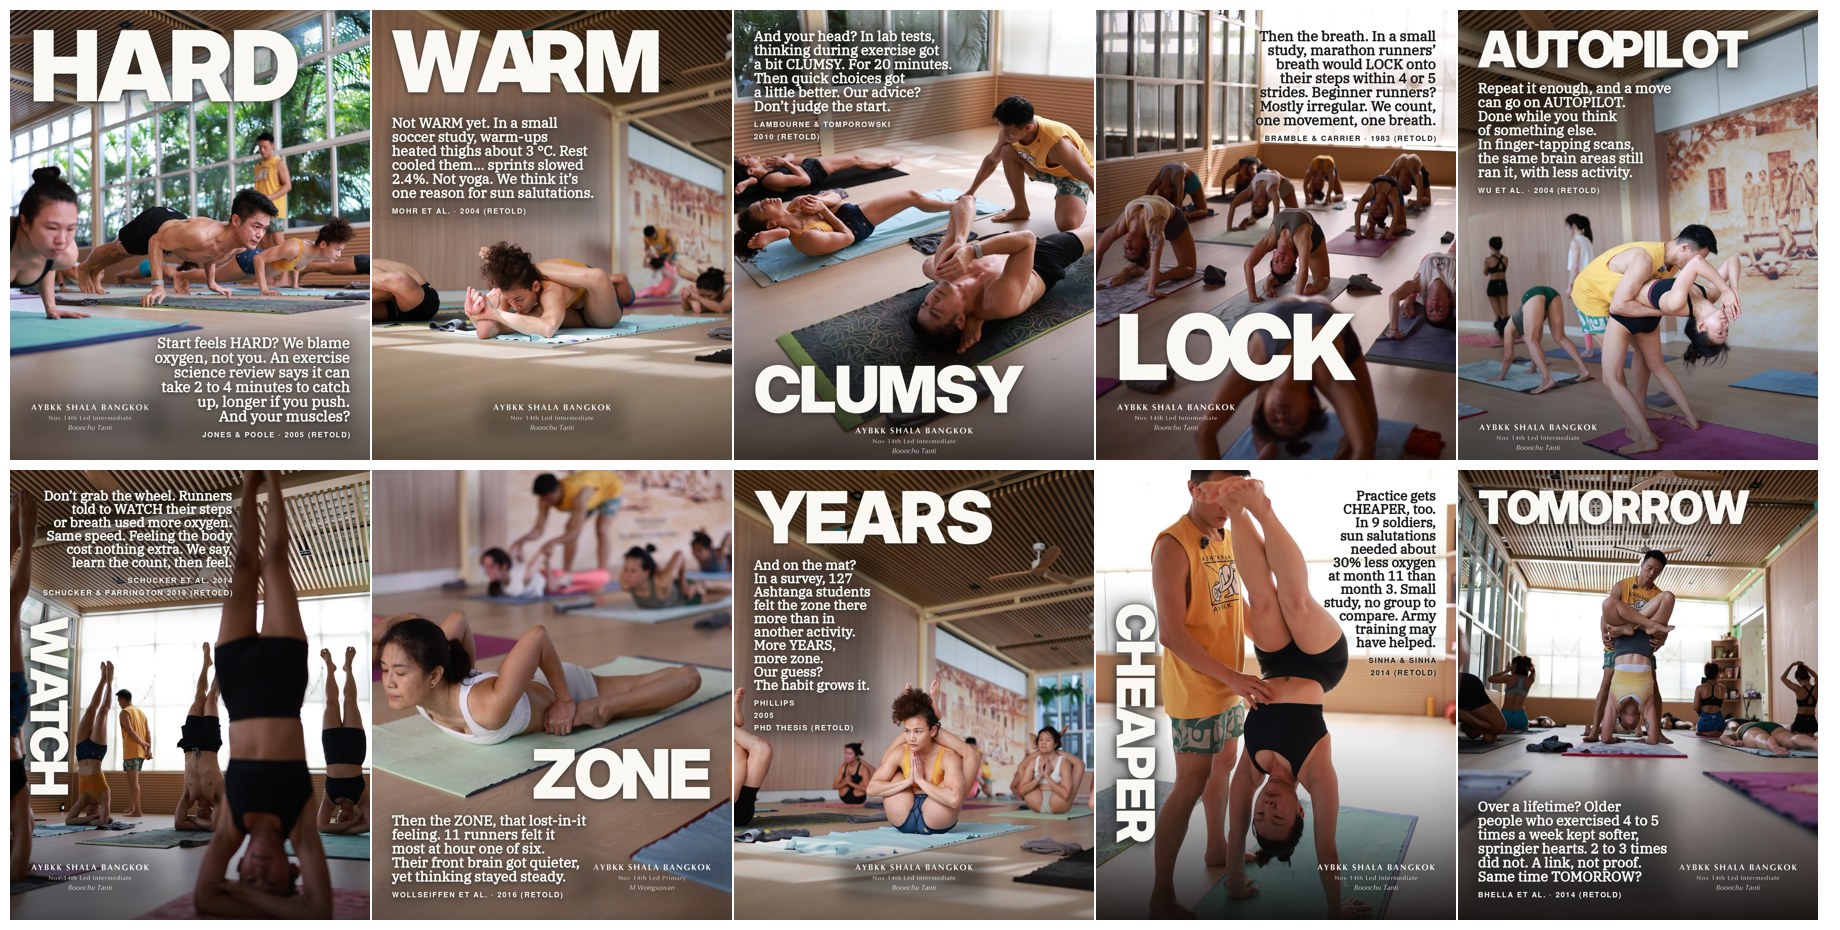 HARD
Start feels HARD? We blame
oxygen, not you. An exercise
science review says it can
take 2 to 4 minutes to catch
up, longer if you push.
And your muscles?
JONES & POOLE · 2005 (RETOLD)
AYBKK SHALA BANGKOK
Nov 14th Led Intermediate
Boonchu Tanti
WARM
Not WARM yet. In a small
soccer study, warm-ups
heated thighs about 3 °C. Rest
cooled them... sprints slowed
2.4%. Not yoga. We think it's
one reason for sun salutations.
MOHR ET AL. · 2004 (RETOLD)
AYBKK SHALA BANGKOK
Nov 14th Led Intermediate
Boonchu Tanti
And your head? In lab tests,
thinking during exercise got
a bit CLUMSY. For 20 minutes.
Then quick choices got
a little better. Our advice?
Don't judge the start.
LAMBOURNE & TOMPOROWSKI
2010 (RETOLD)
CLUMSY
AYBKK SHALA BANGKOK
Nov 14th Led Intermediate
Boonchu Tanti
Then the breath. In a small
study, marathon runners'
breath would LOCK onto
their steps within 4 or 5
strides. Beginner runners?
Mostly irregular. We count,
one movement, one breath.
BRAMBLE & CARRIER · 1983 (RETOLD)
LOCK
AYBKK SHALA BANGKOK
Nov 14th Led Intermediate
Boonchu Tanti
AUTOPILOT
Repeat it enough, and a move
can go on AUTOPILOT.
Done while you think
of something else.
In finger-tapping scans,
the same brain areas still
ran it, with less activity.
WU ET AL. · 2004 (RETOLD)
AYBKK SHALA BANGKOK
Nov 14th Led Intermediate
Boonchu Tanti
Don't grab the wheel. Runners
told to WATCH their steps
or breath used more oxygen.
Same speed. Feeling the body
cost nothing extra. We say,
learn the count, then feel.
SCHUCKER ET AL. 2014
SCHUCKER & PARRINGTON 2019 (RETOLD)
WATCH
AYBKK SHALA BANGKOK
Nov 14th Led Intermediate
Boonchu Tanti
ZONE
Then the ZONE, that lost-in-it
feeling. 11 runners felt it
most at hour one of six.
Their front brain got quieter,
yet thinking stayed steady.
WOLLSEIFFEN ET AL. · 2016 (RETOLD)
AYBKK SHALA BANGKOK
Nov 14th Led Primary
M Wongsuwan
YEARS
And on the mat?
In a survey, 127
Ashtanga students
felt the zone there
more than in
another activity.
More YEARS,
more zone.
Our guess?
The habit grows it.
PHILLIPS
2005
PHD THESIS (RETOLD)
AYBKK SHALA BANGKOK
Nov 14th Led Intermediate
Boonchu Tanti
Practice gets
CHEAPER, too.
In 9 soldiers,
sun salutations
needed about
30% less oxygen
at month 11 than
month 3. Small
study, no group to
compare. Army
training may
have helped.
SINHA & SINHA
2014 (RETOLD)
CHEAPER
AYBKK SHALA BANGKOK
Nov 14th Led Intermediate
Boonchu Tanti
TOMORROW
Over a lifetime? Older
people who exercised 4 to 5
times a week kept softer,
springier hearts. 2 to 3 times
did not. A link, not proof.
Same time TOMORROW?
BHELLA ET AL. · 2014 (RETOLD)
AYBKK SHALA BANGKOK
Nov 14th Led Intermediate
Boonchu Tanti